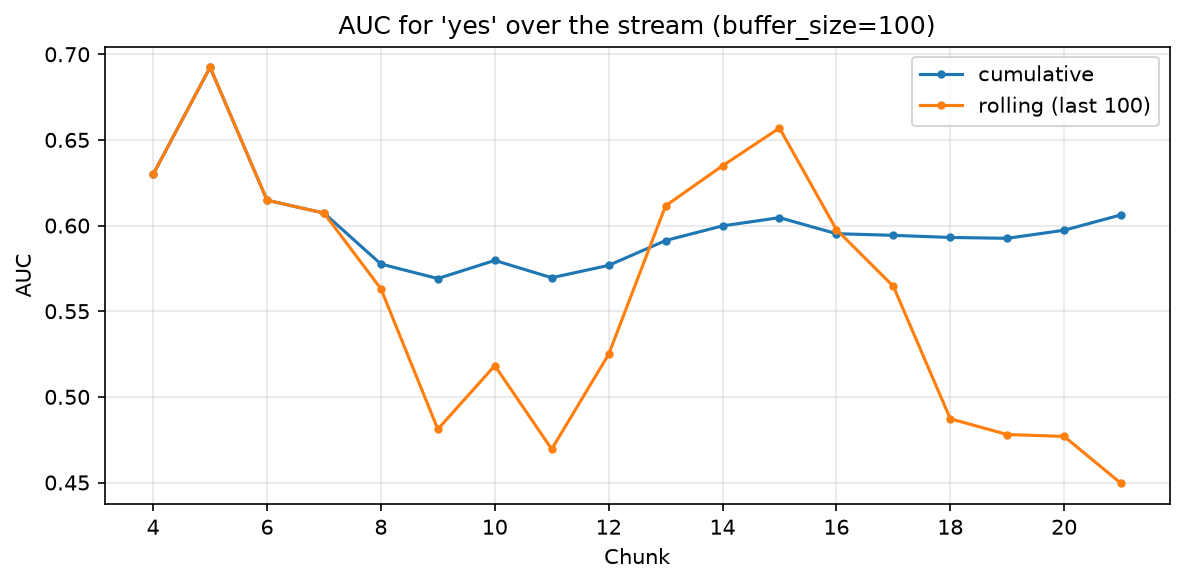 AUC for 'yes' over the stream (buffer_size=100)
cumulative
rolling (last 100)
AUC
0.70
0.65
0.60
0.55
0.50
0.45
4 6 8 10 12 14 16 18 20
Chunk